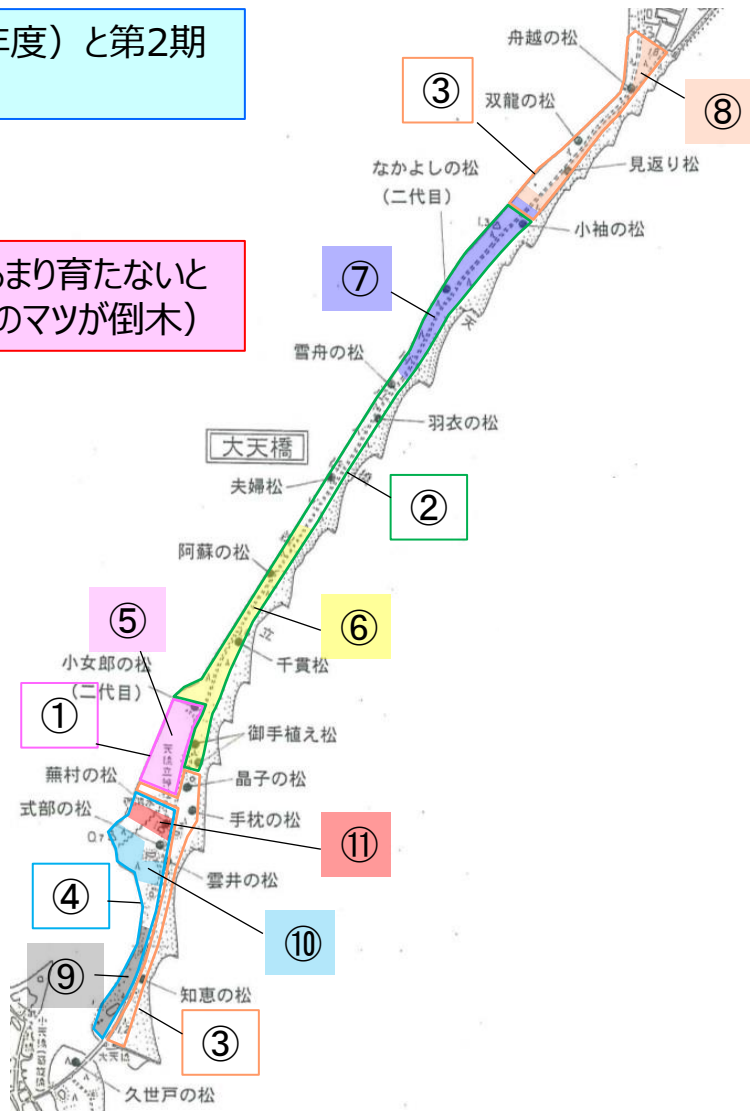 年度）と第2期
あまり育たないと
のマツが倒木）
舟越の松
③
⑧
双龍の松
見返り松
なかよしの松
（二代目）
小袖の松
⑦
天
雪舟の松
羽衣の松
大天橋
夫婦松
②
阿蘇の松
⑤
⑥
立
千貫松
小女郎の松
（二代目）
①
御手植え松
蕪村の松
晶子の松
式部の松
手枕の松
⑪
雲井の松
④
⑩
⑨
知恵の松
③
大天橋
久世戸の松